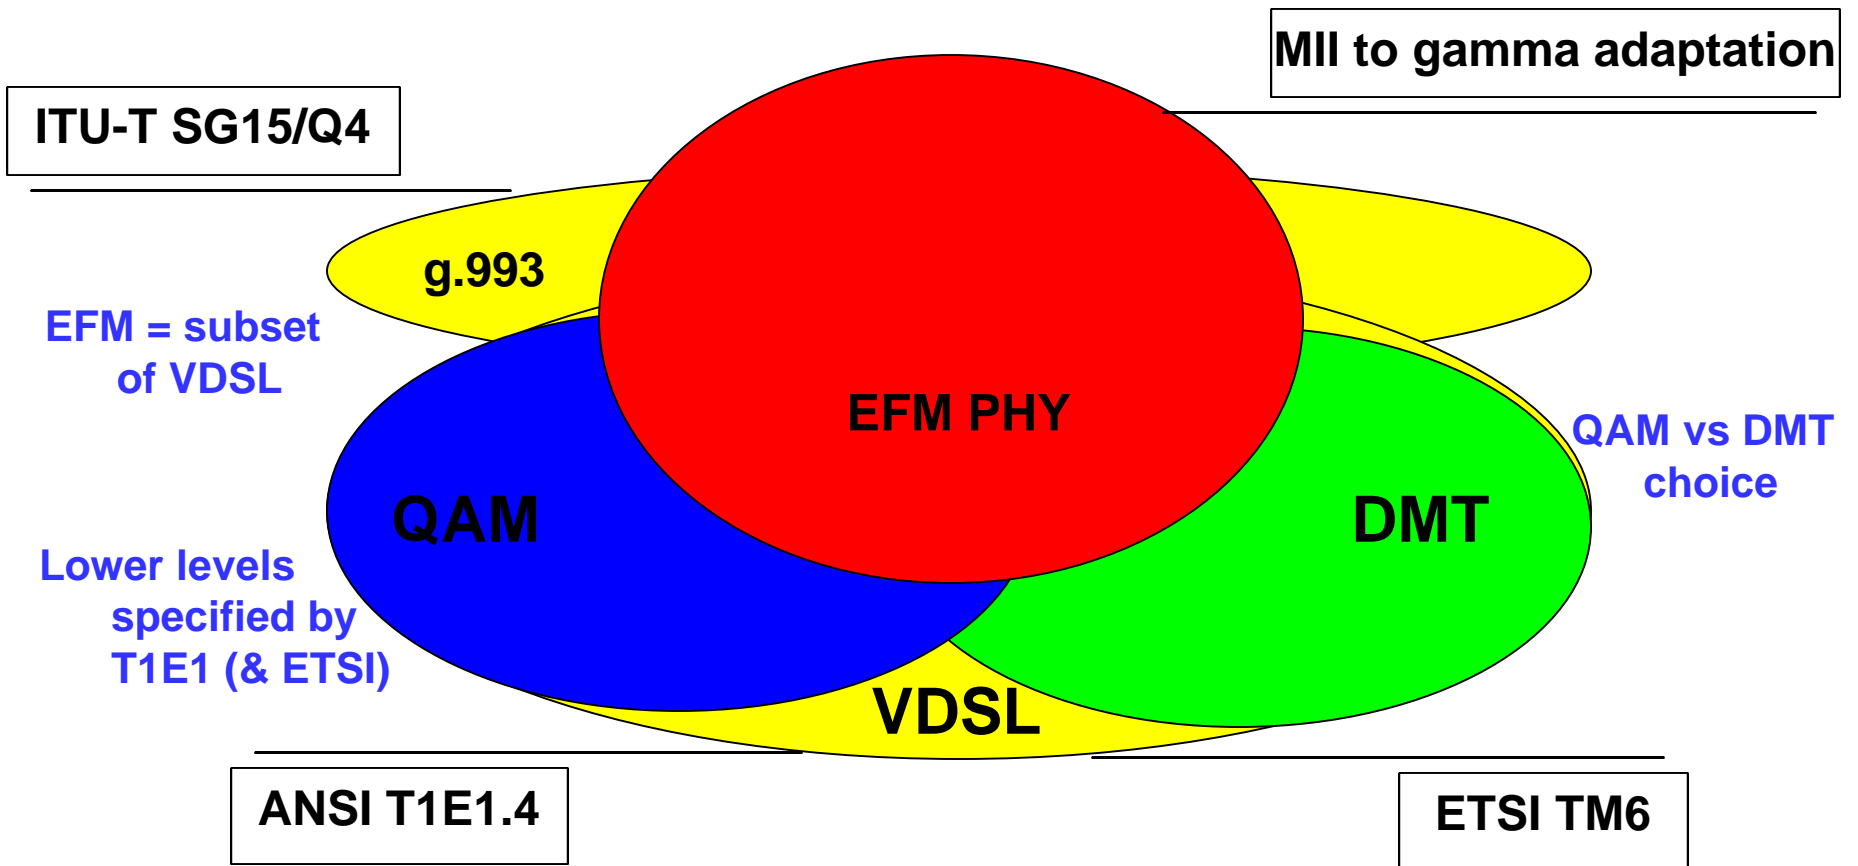 MII to gamma adaptation
ITU-T SG15/Q4
g.993
EFM = subset
of VDSL
EFM PHY
QAM vs DMT
choice
QAM
DMT
Lower levels
specified by
T1E1 (& ETSI)
VDSL
ANSI T1E1.4
ETSI TM6